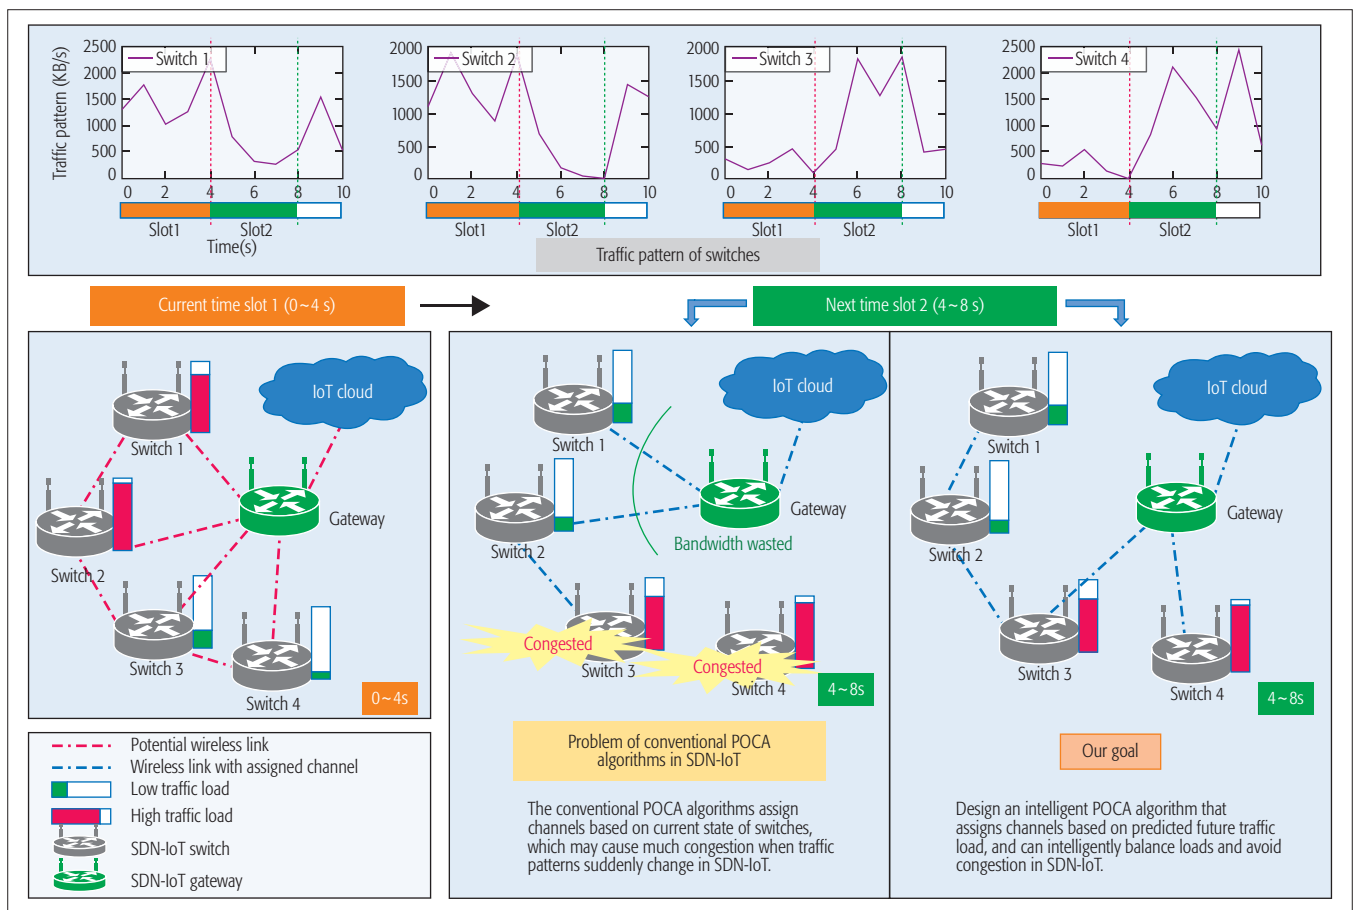 Traffic pattern (KB/s)
2500
2000
1500
1000
500
0
Switch 1
0 2 4 6 8 10
Slot1 Slot2
Time(s)
2000
1500
1000
500
0
Switch 2
0 2 4 6 8 10
Slot1 Slot2
2000
1500
1000
500
0
Switch 3
0 2 4 6 8 10
Slot1 Slot2
2500
2000
1500
1000
500
0
Switch 4
0 2 4 6 8 10
Slot1 Slot2
Traffic pattern of switches
Current time slot 1 (0~4 s)
Next time slot 2 (4~8 s)
IoT cloud
Switch 1
Gateway
Switch 2
Switch 3
Switch 4
0~4s
IoT cloud
Switch 1
Gateway
Switch 2
Bandwidth wasted
Congested
Switch 3
Congested
Switch 4
4~8s
Problem of conventional POCA
algorithms in SDN-IoT
The conventional POCA algorithms assign
channels based on current state of switches,
which may cause much congestion when traffic
patterns suddenly change in SDN-IoT.
IoT cloud
Switch 1
Gateway
Switch 2
Switch 3
Switch 4
4~8s
Our goal
Design an intelligent POCA algorithm that
assigns channels based on predicted future traffic
load, and can intelligently balance loads and avoid
congestion in SDN-IoT.
Potential wireless link
Wireless link with assigned channel
Low traffic load
High traffic load
SDN-IoT switch
SDN-IoT gateway